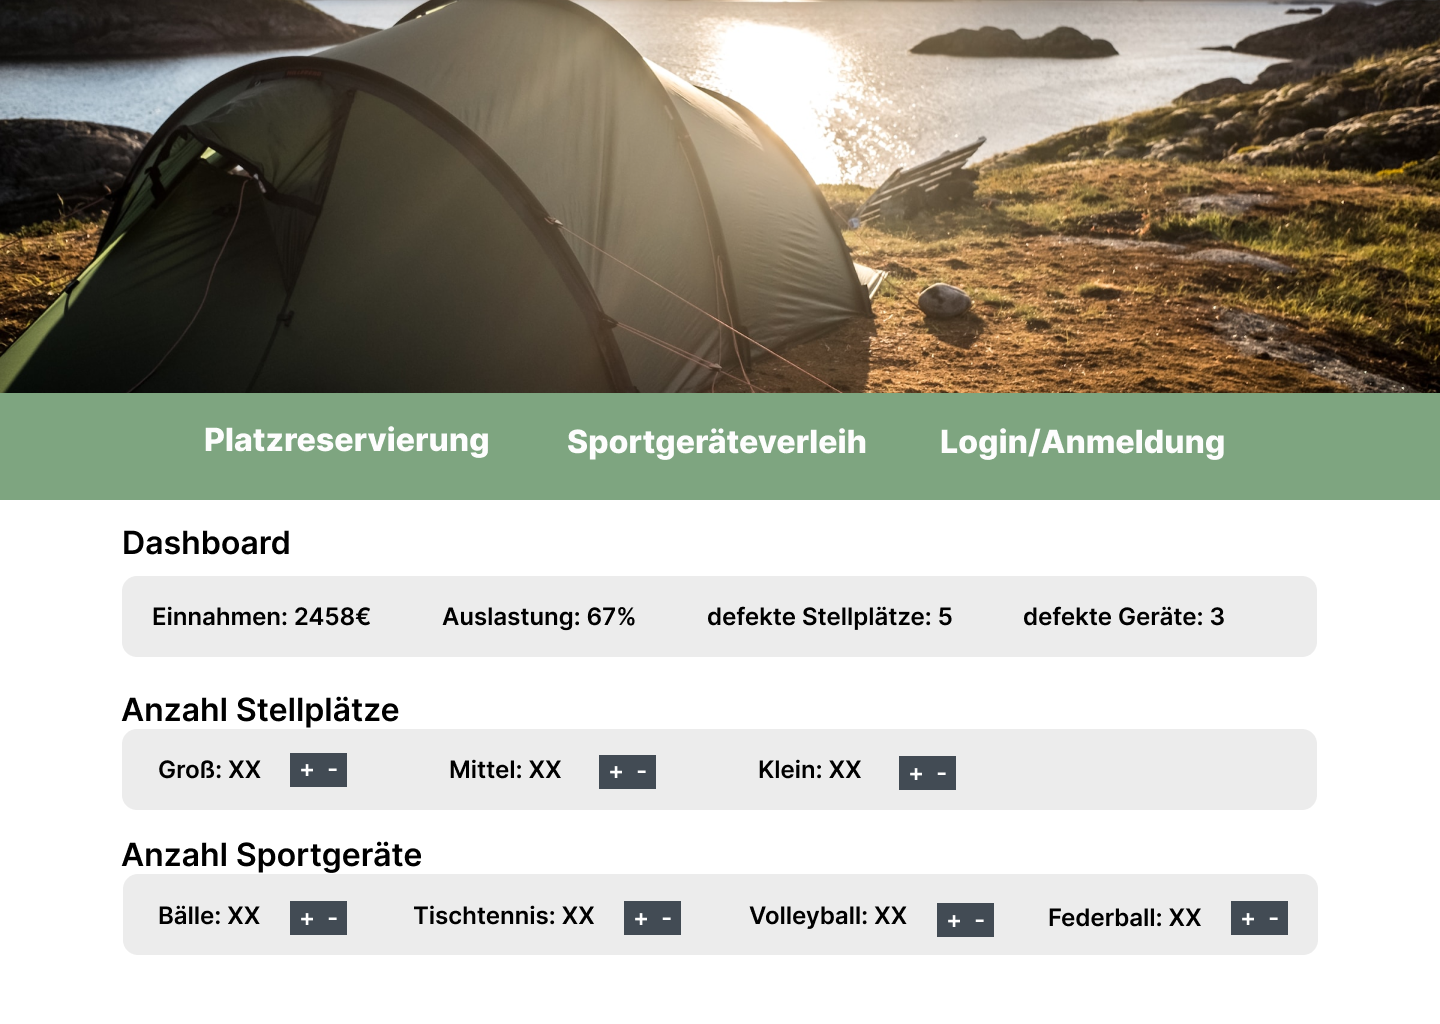 Platzreservierung Sportgeräteverleih Login/Anmeldung
Dashboard
Einnahmen: 2458€ Auslastung: 67% defekte Stellplätze: 5 defekte Geräte: 3
Anzahl Stellplätze
Groß: XX + - Mittel: XX + - Klein: XX + -
Anzahl Sportgeräte
Bälle: XX + - Tischtennis: XX + - Volleyball: XX + - Federball: XX + -